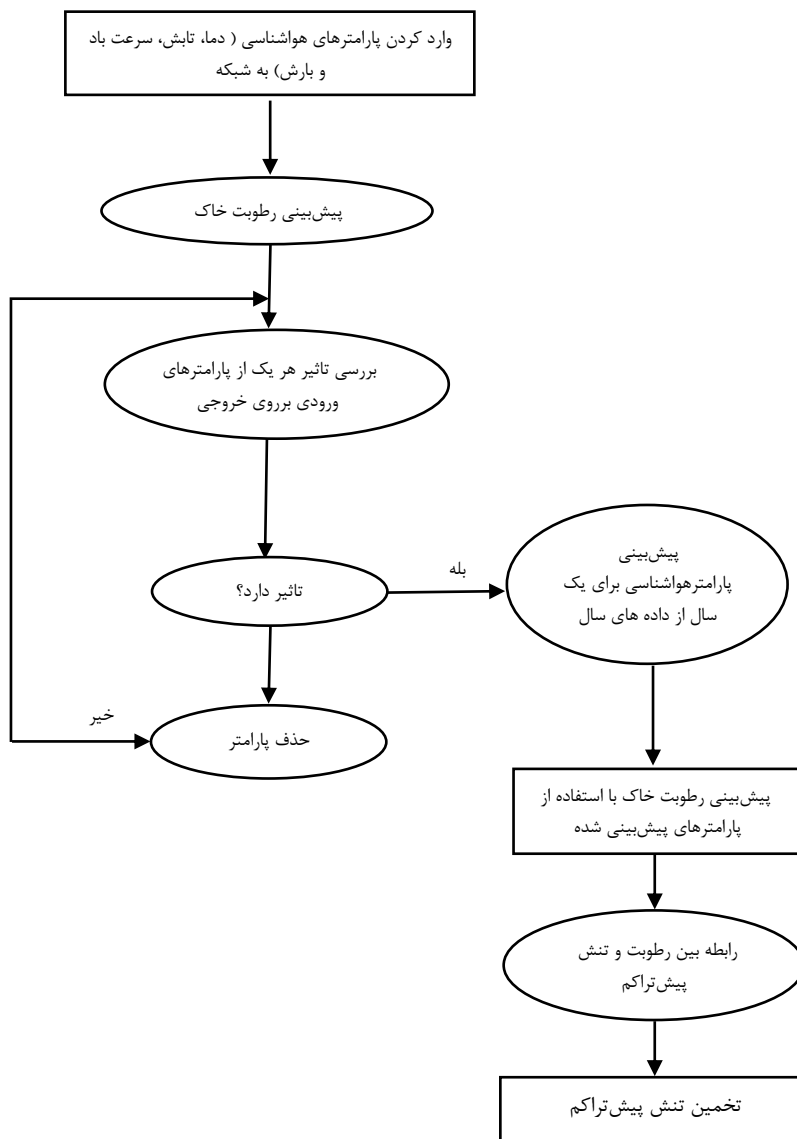 وارد کردن پارامترهای هواشناسی ( دما، تابش، سرعت باد
و بارش) به شبکه
پیش‌بینی رطوبت خاک
بررسی تاثیر هر یک از پارامترهای
ورودی برروی خروجی
تاثیر دارد؟
بله
پیش‌بینی
پارامترهواشناسی برای یک
سال از داده های سال
خیر
حذف پارامتر
پیش‌بینی رطوبت خاک با استفاده از
پارامترهای پیش‌بینی شده
رابطه بین رطوبت و تنش
پیش‌تراکم
تخمین تنش پیش‌تراکم